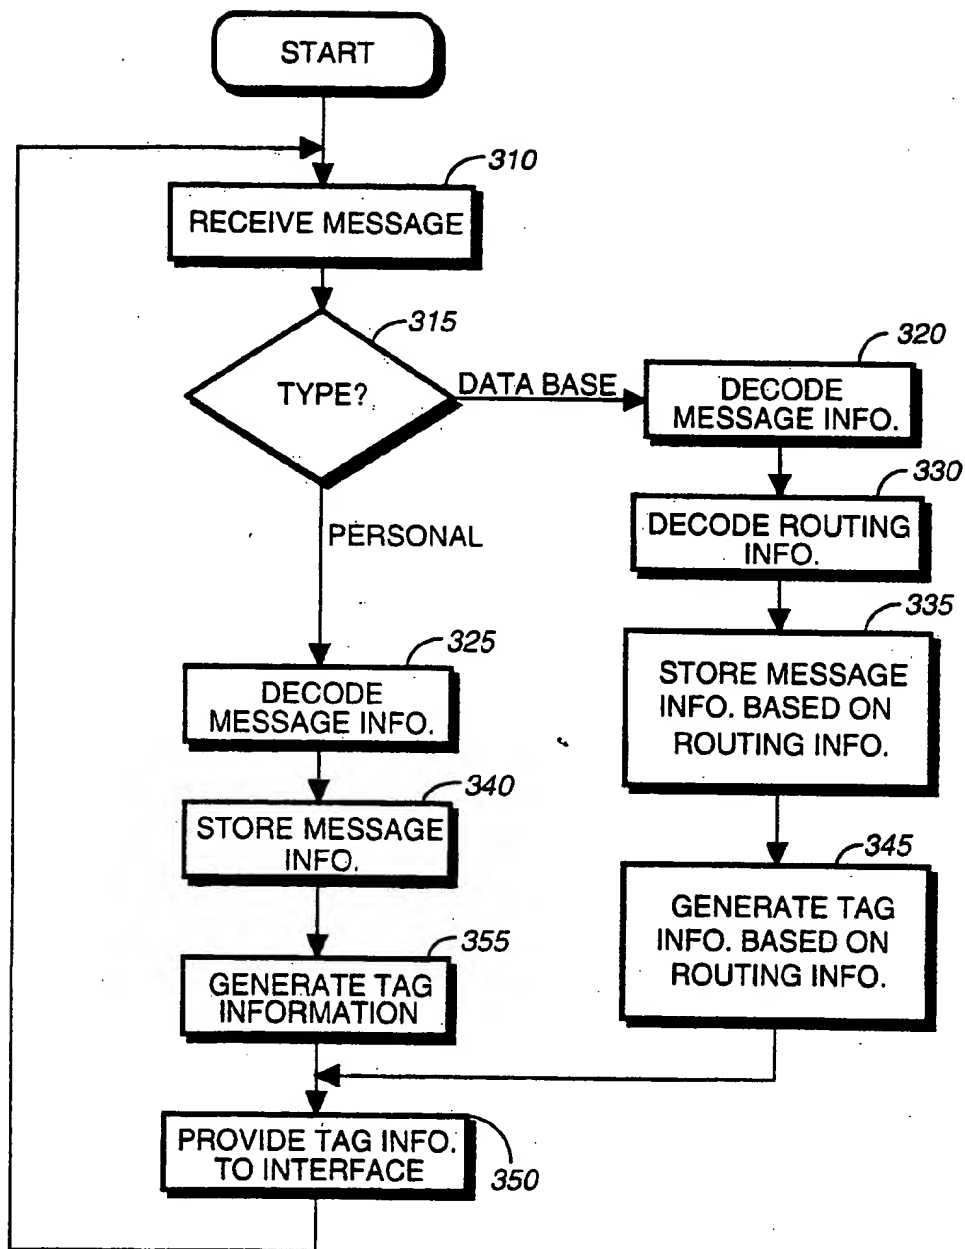 START
310
RECEIVE MESSAGE
315
TYPE?
DATA BASE
320
DECODE
MESSAGE INFO.
330
DECODE ROUTING
INFO.
PERSONAL
335
STORE MESSAGE
INFO. BASED ON
ROUTING INFO.
325
DECODE
MESSAGE INFO.
340
STORE MESSAGE
INFO.
345
GENERATE TAG
INFO. BASED ON
ROUTING INFO.
355
GENERATE TAG
INFORMATION
PROVIDE TAG INFO.
TO INTERFACE
350